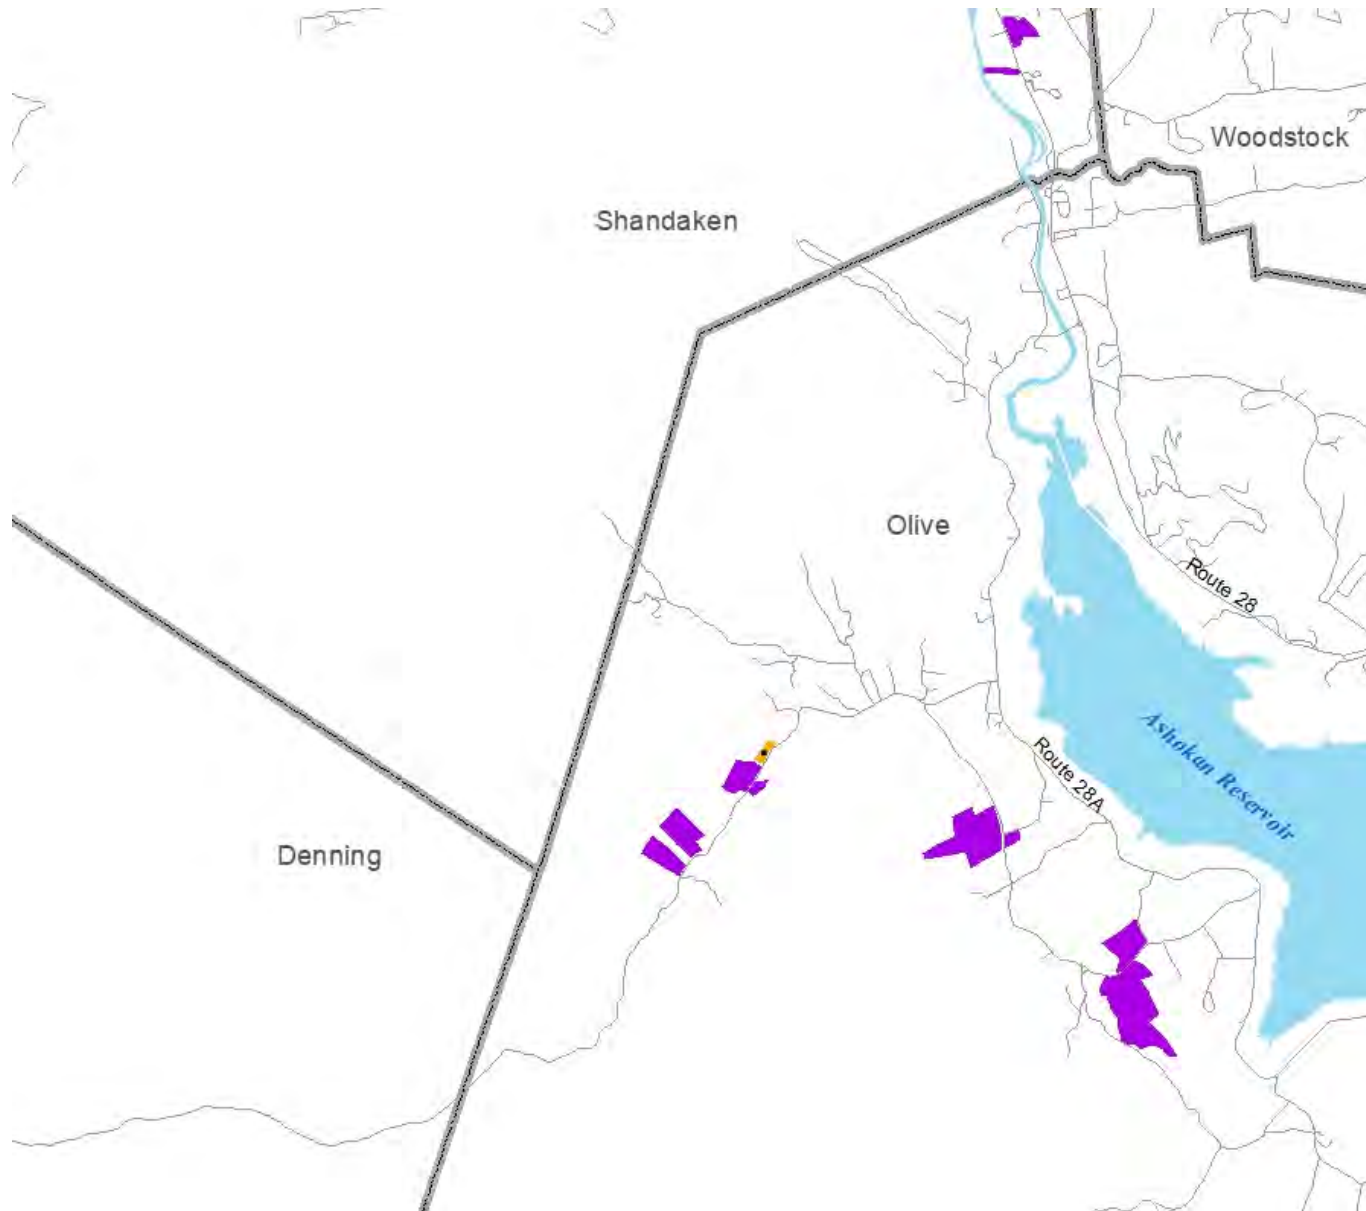 Woodstock
Shandaken
Olive
Route 28
Ashokan Reservoir
Route 28A
Denning